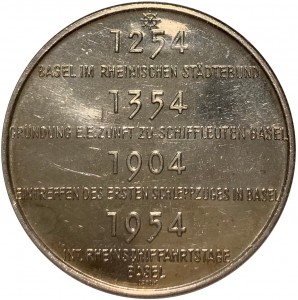 1254
BASEL IM RHEINISCHEN STÄDTEBUND
1354
GRÜNDUNG E.E. ZUNFT ZU SCHIFFLEUTEN BASEL
1904
EINTREFFEN DES ERSTEN SCHLEPPZUGES IN BASEL
1954
INT. RHEINSCHIFFAHRTSTAGE
BASEL